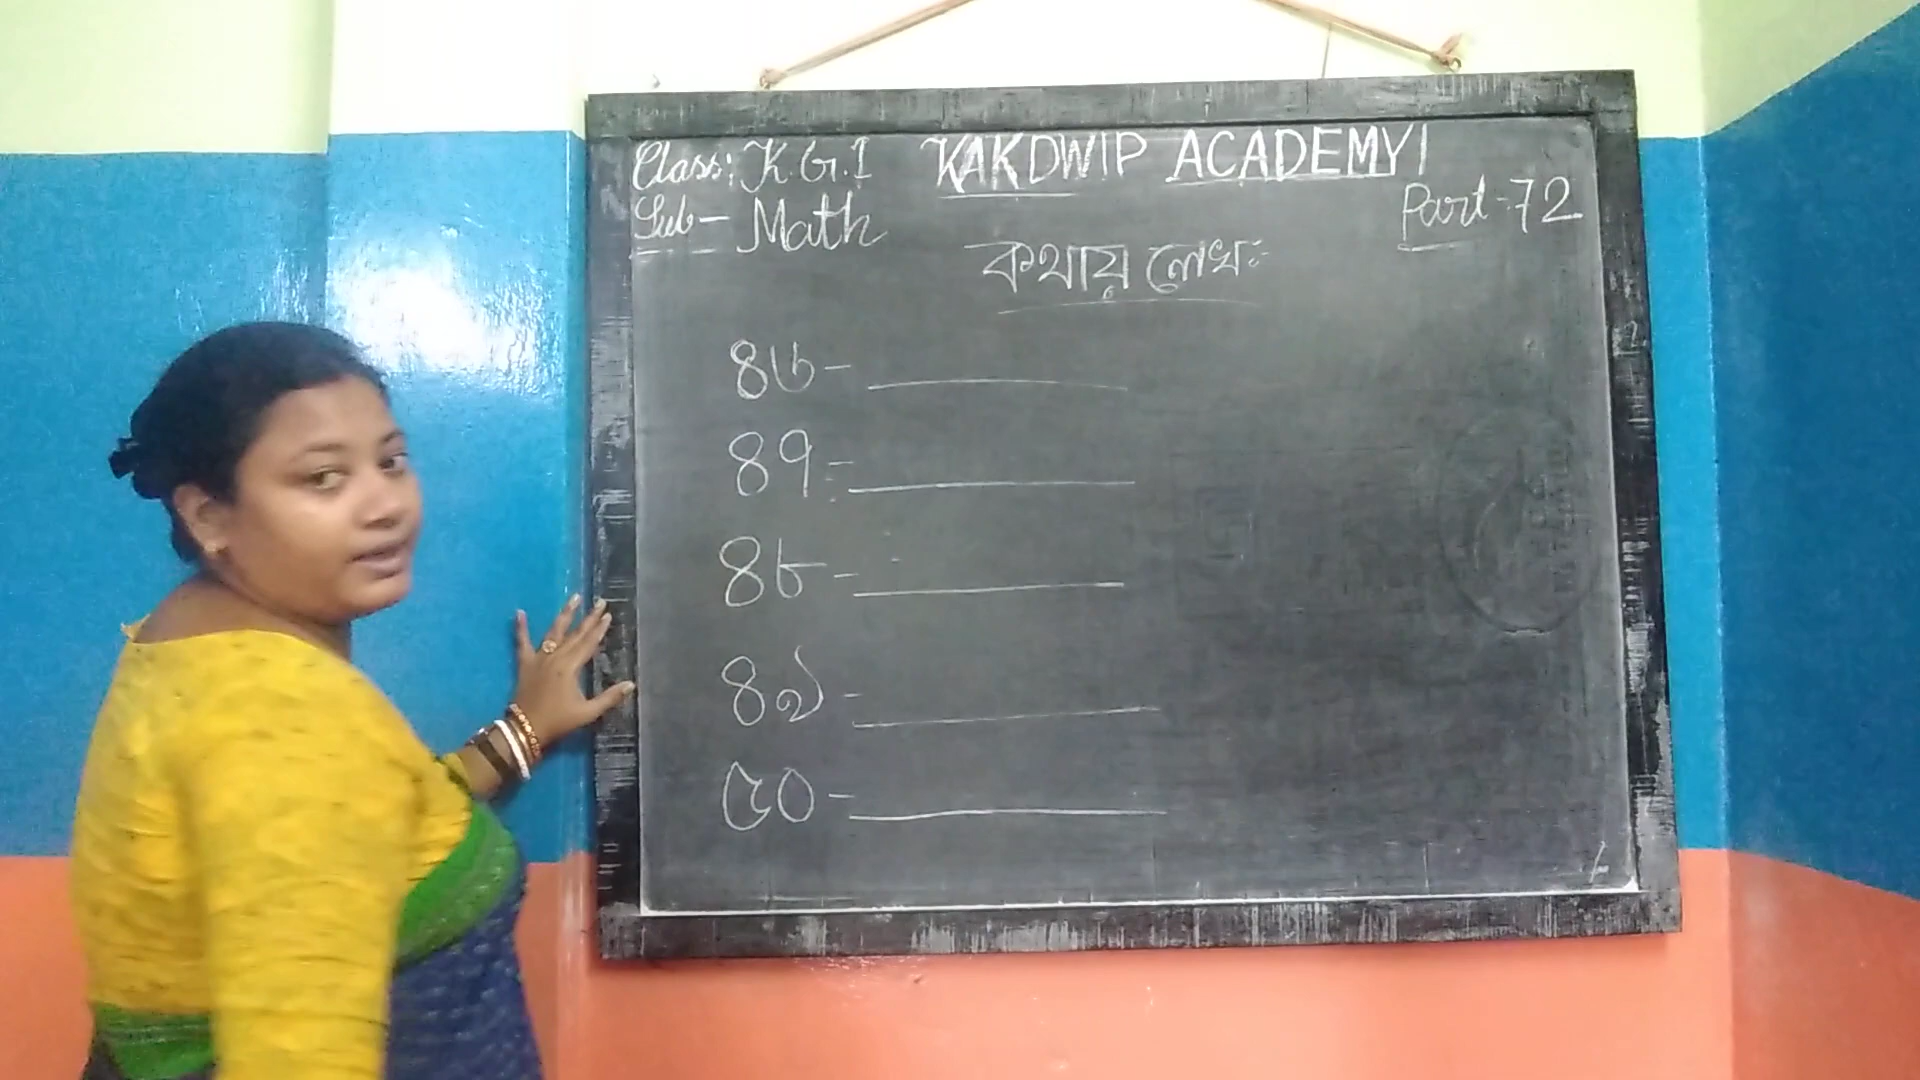 Class: K.G.I KAKDWIP ACADEMY
Sub- Math Part-72
কথায় লেখ:-
৪৬-
৪৭-
৪৮-
৪৯-
৫০-